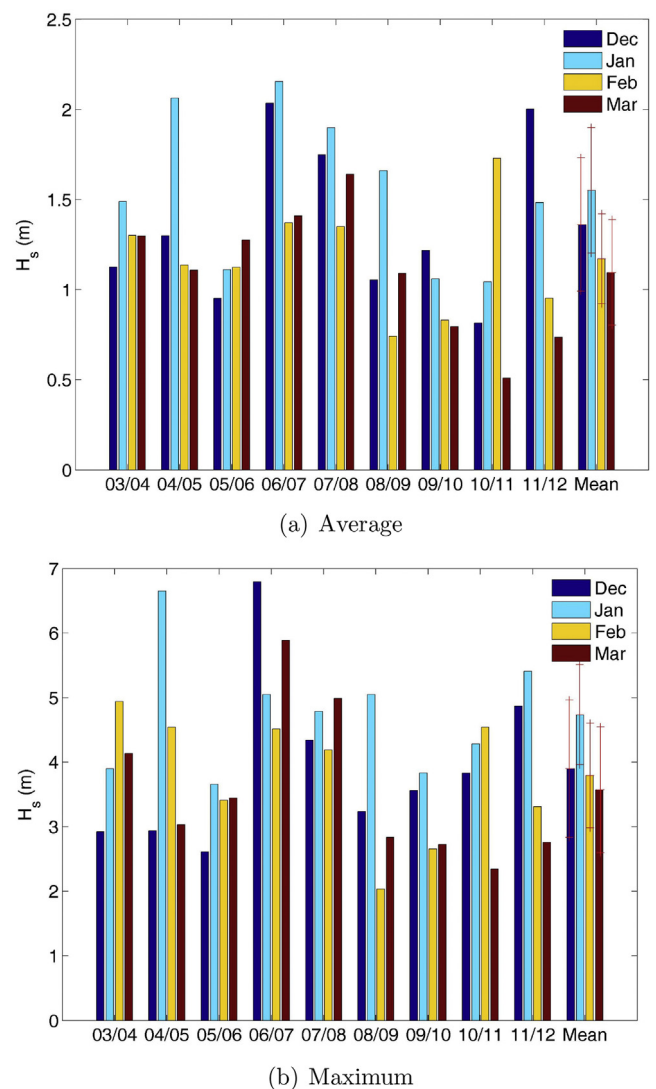 2.5
2
1.5
1
0.5
0
H_s (m)
Dec
Jan
Feb
Mar
03/04 04/05 05/06 06/07 07/08 08/09 09/10 10/11 11/12 Mean
(a) Average
7
6
5
4
3
2
1
0
H_s (m)
Dec
Jan
Feb
Mar
03/04 04/05 05/06 06/07 07/08 08/09 09/10 10/11 11/12 Mean
(b) Maximum